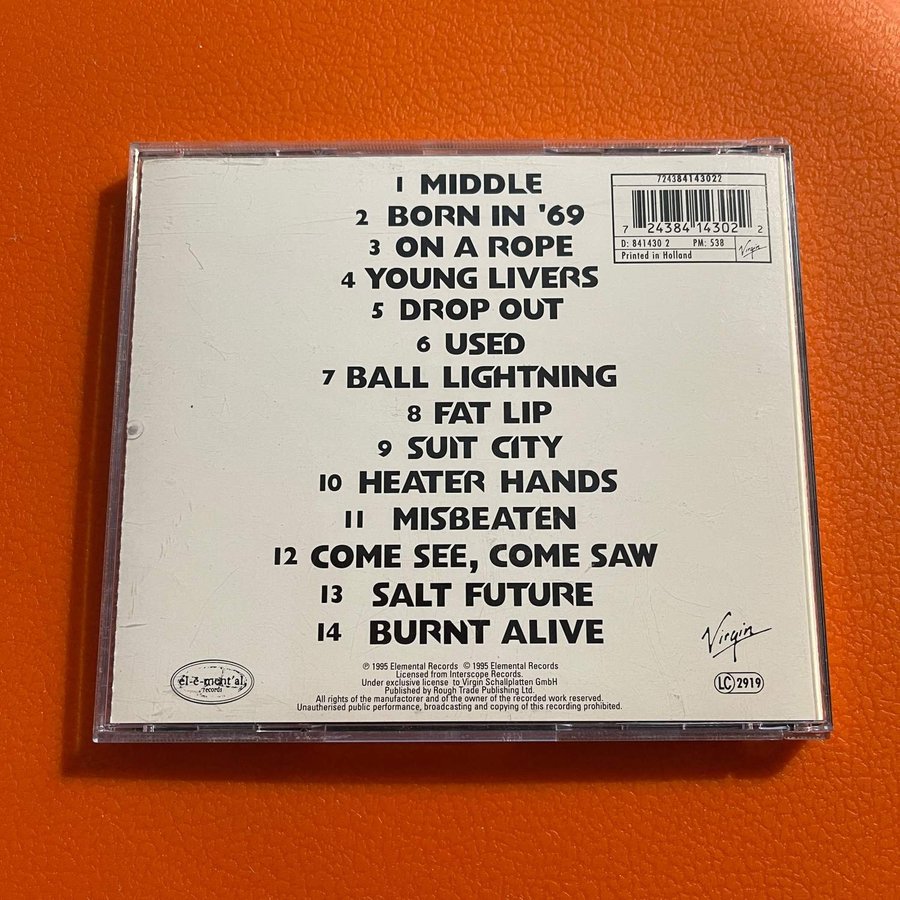 1 MIDDLE
2 BORN IN '69
3 ON A ROPE
4 YOUNG LIVERS
5 DROP OUT
6 USED
7 BALL LIGHTNING
8 FAT LIP
9 SUIT CITY
10 HEATER HANDS
11 MISBEATEN
12 COME SEE, COME SAW
13 SALT FUTURE
14 BURNT ALIVE
724384143022
7 24384 14302 2
D: 841430 2 PM: 538
Printed in Holland
Virgin
él-e-mənt'əl
records
℗ 1995 Elemental Records © 1995 Elemental Records
Licensed from Interscope Records.
Under exclusive license to Virgin Schallplatten GmbH
Published by Rough Trade Publishing Ltd.
All rights of the manufacturer and of the owner of the recorded work reserved.
Unauthorised public performance, broadcasting and copying of this recording prohibited.
Virgin
LC 2919